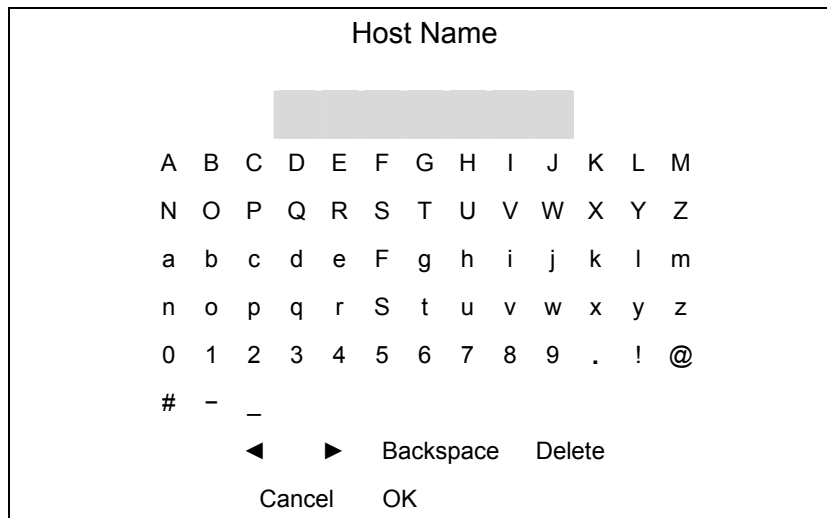 Host Name
A B C D E F G H I J K L M
N O P Q R S T U V W X Y Z
a b c d e F g h i j k l m
n o p q r S t u v w x y z
0 1 2 3 4 5 6 7 8 9 . ! @
# − _
◄ ► Backspace Delete
Cancel OK